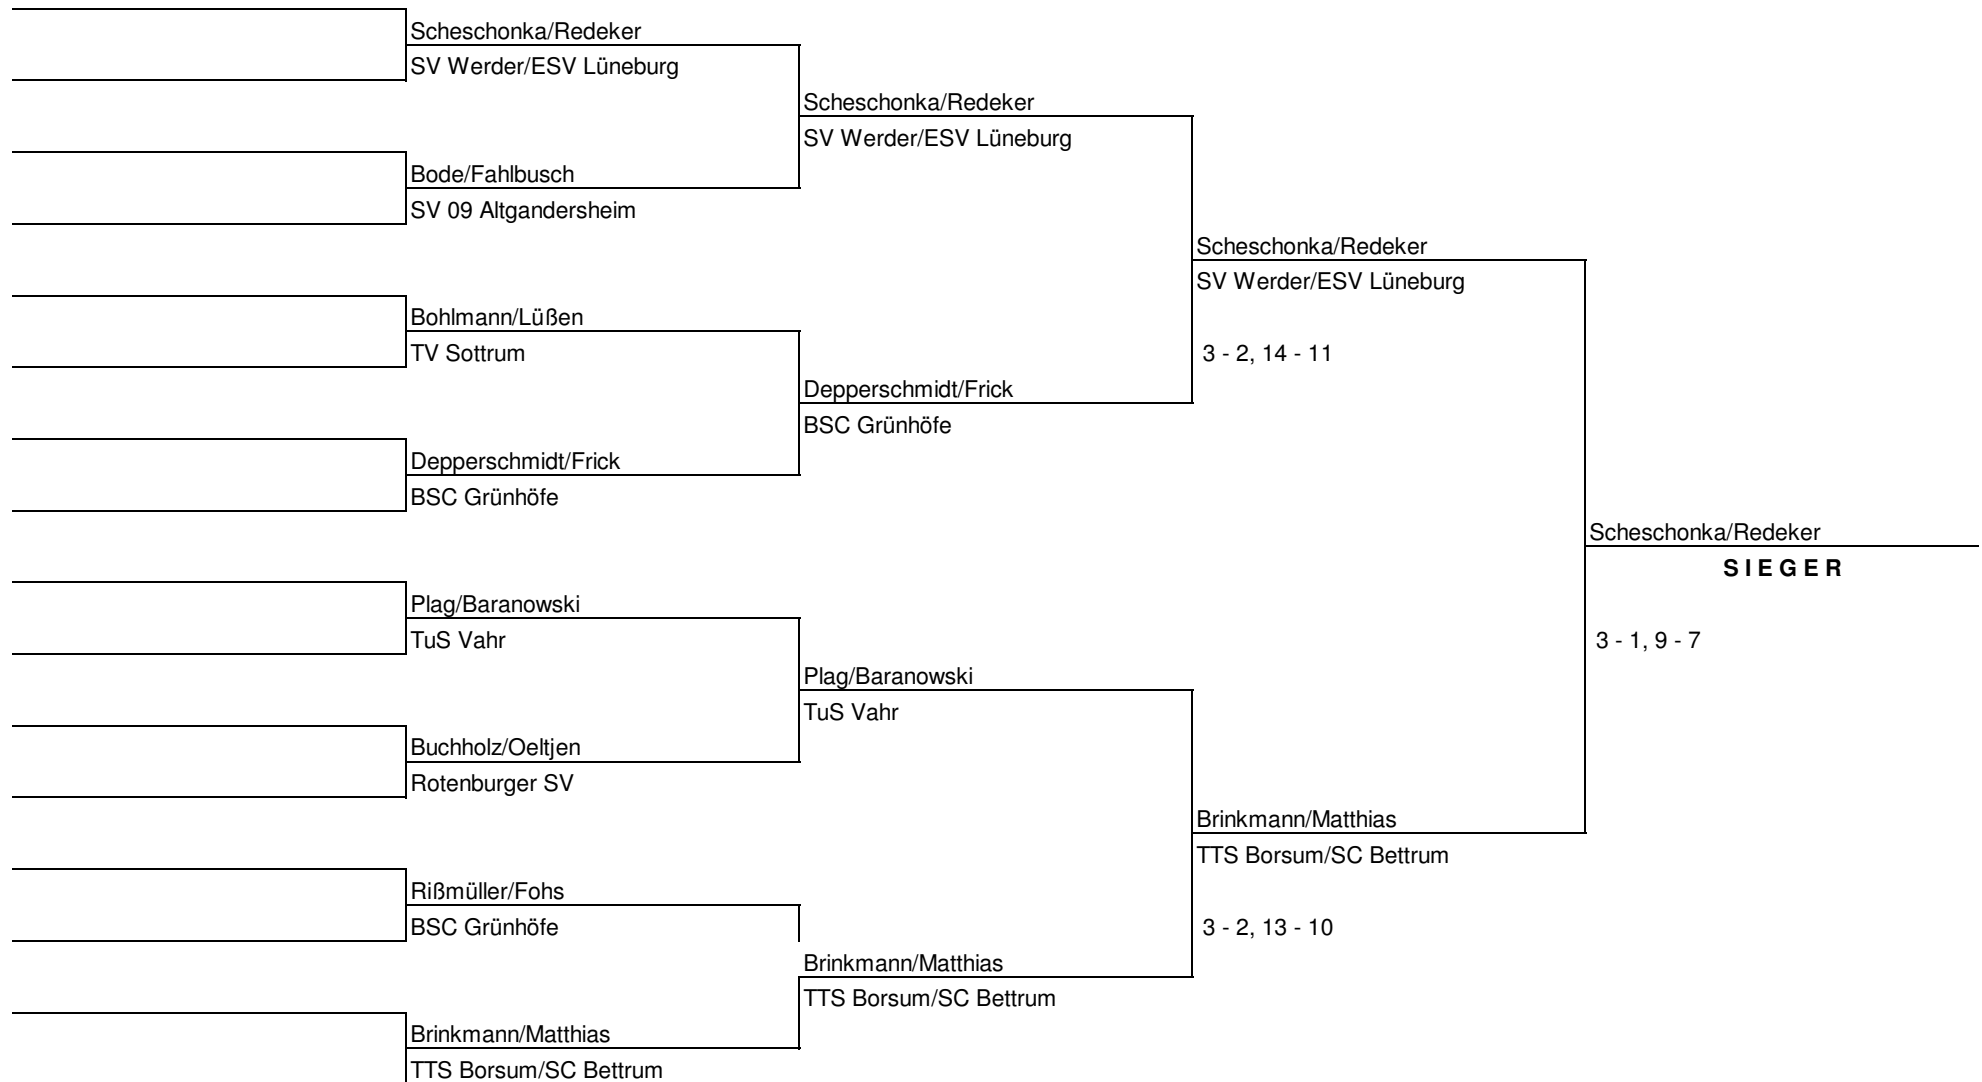 Scheschonka/Redeker
SV Werder/ESV Lüneburg
Scheschonka/Redeker
SV Werder/ESV Lüneburg
Bode/Fahlbusch
SV 09 Altgandersheim
Scheschonka/Redeker
SV Werder/ESV Lüneburg
Bohlmann/Lüßen
TV Sottrum
3 - 2, 14 - 11
Depperschmidt/Frick
BSC Grünhöfe
Depperschmidt/Frick
BSC Grünhöfe
Scheschonka/Redeker
SIEGER
Plag/Baranowski
TuS Vahr
3 - 1, 9 - 7
Plag/Baranowski
TuS Vahr
Buchholz/Oeltjen
Rotenburger SV
Brinkmann/Matthias
TTS Borsum/SC Bettrum
Rißmüller/Fohs
BSC Grünhöfe
3 - 2, 13 - 10
Brinkmann/Matthias
TTS Borsum/SC Bettrum
Brinkmann/Matthias
TTS Borsum/SC Bettrum